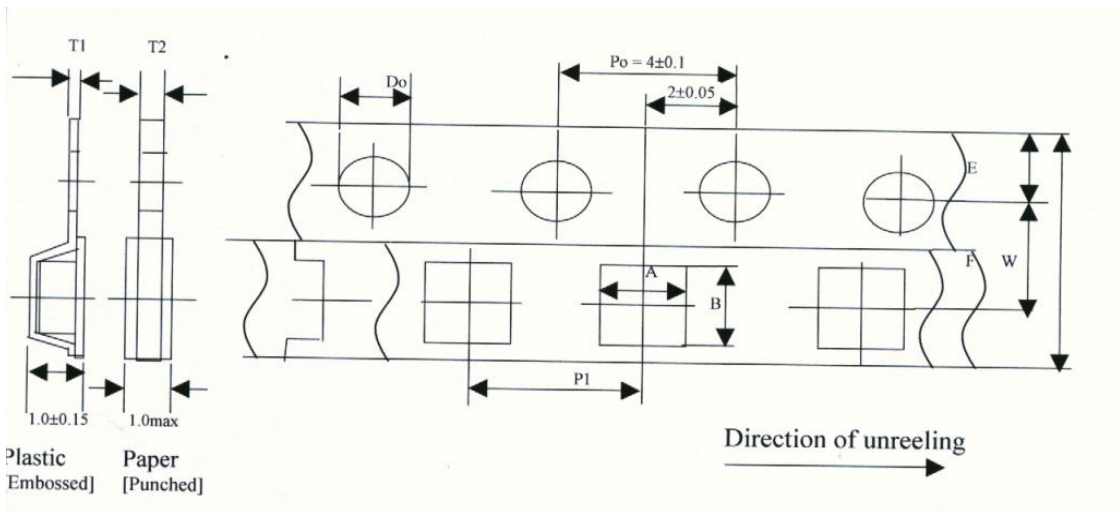 T1
T2
Po = 4±0.1
Do
2±0.05
E
A
B
F
W
P1
1.0±0.15
1.0max
Direction of unreeling
Plastic
[Embossed]
Paper
[Punched]